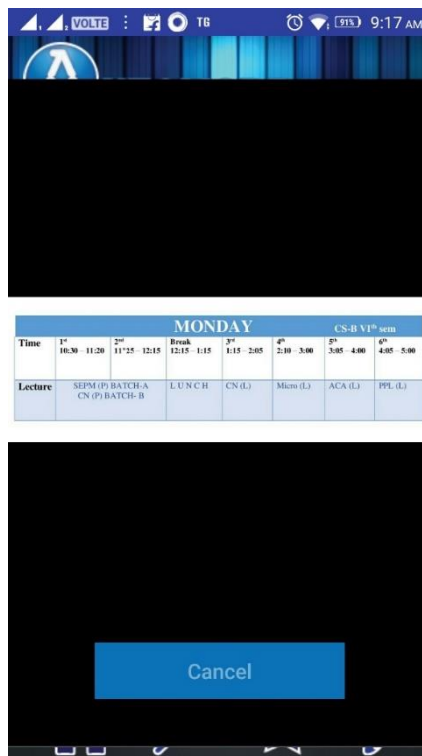 VOLTE TG 91% 9:17 AM
MONDAY CS-B VIth sem
Time 1st 2nd Break 3rd 4th 5th 6th
10:30 – 11:20 11"25 – 12:15 12:15 – 1:15 1:15 – 2:05 2:10 – 3:00 3:05 – 4:00 4:05 – 5:00
Lecture SEPM (P) BATCH-A L U N C H CN (L) Micro (L) ACA (L) PPL (L)
CN (P) BATCH- B
Cancel